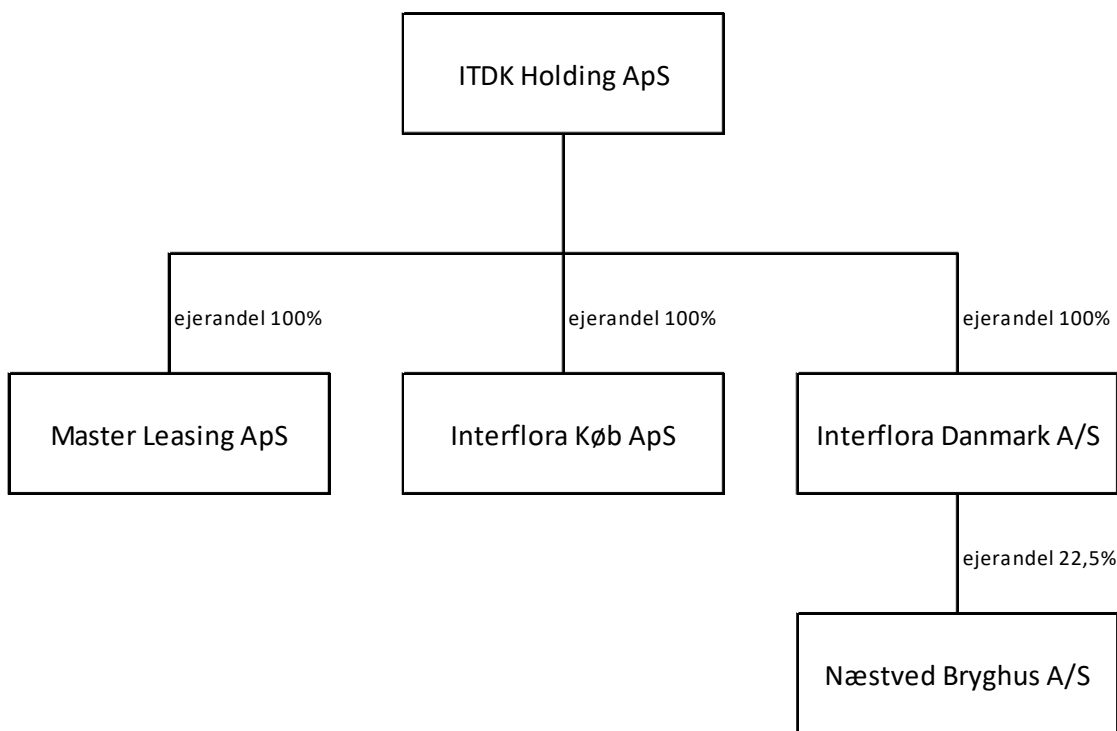 ITDK Holding ApS
ejerandel 100%
ejerandel 100%
ejerandel 100%
Master Leasing ApS
Interflora Køb ApS
Interflora Danmark A/S
ejerandel 22,5%
Næstved Bryghus A/S